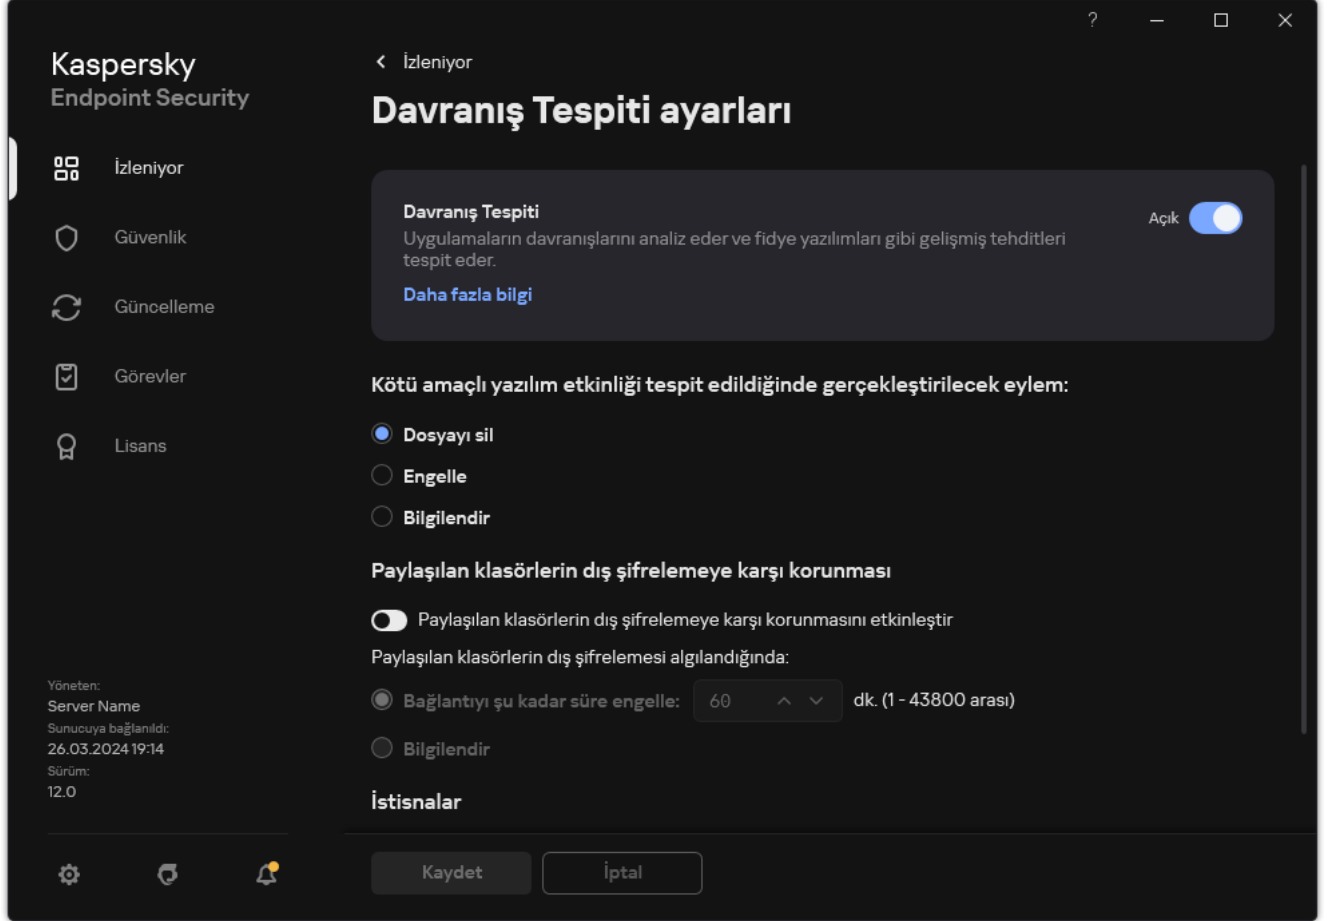 ?
Kaspersky
Endpoint Security
İzleniyor
Güvenlik
Güncelleme
Görevler
Lisans
Yöneten:
Server Name
Sunucuya bağlanıldı:
26.03.2024 19:14
Sürüm:
12.0
İzleniyor
Davranış Tespiti ayarları
Davranış Tespiti
Açık
Uygulamaların davranışlarını analiz eder ve fidye yazılımları gibi gelişmiş tehditleri
tespit eder.
Daha fazla bilgi
Kötü amaçlı yazılım etkinliği tespit edildiğinde gerçekleştirilecek eylem:
Dosyayı sil
Engelle
Bilgilendir
Paylaşılan klasörlerin dış şifrelemeye karşı korunması
Paylaşılan klasörlerin dış şifrelemeye karşı korunmasını etkinleştir
Paylaşılan klasörlerin dış şifrelemesi algılandığında:
Bağlantıyı şu kadar süre engelle: 60 dk. (1 - 43800 arası)
Bilgilendir
İstisnalar
Kaydet
İptal